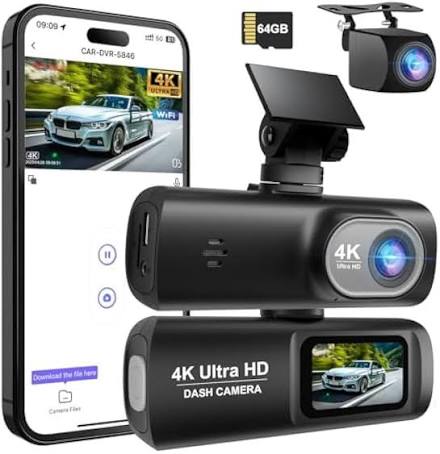 09:09
5G
CAR-DVR-5846
4K
ULTRA HD
WiFi
4K
Download the file here
Camera Files
64GB
4K
Ultra HD
4K Ultra HD
DASH CAMERA